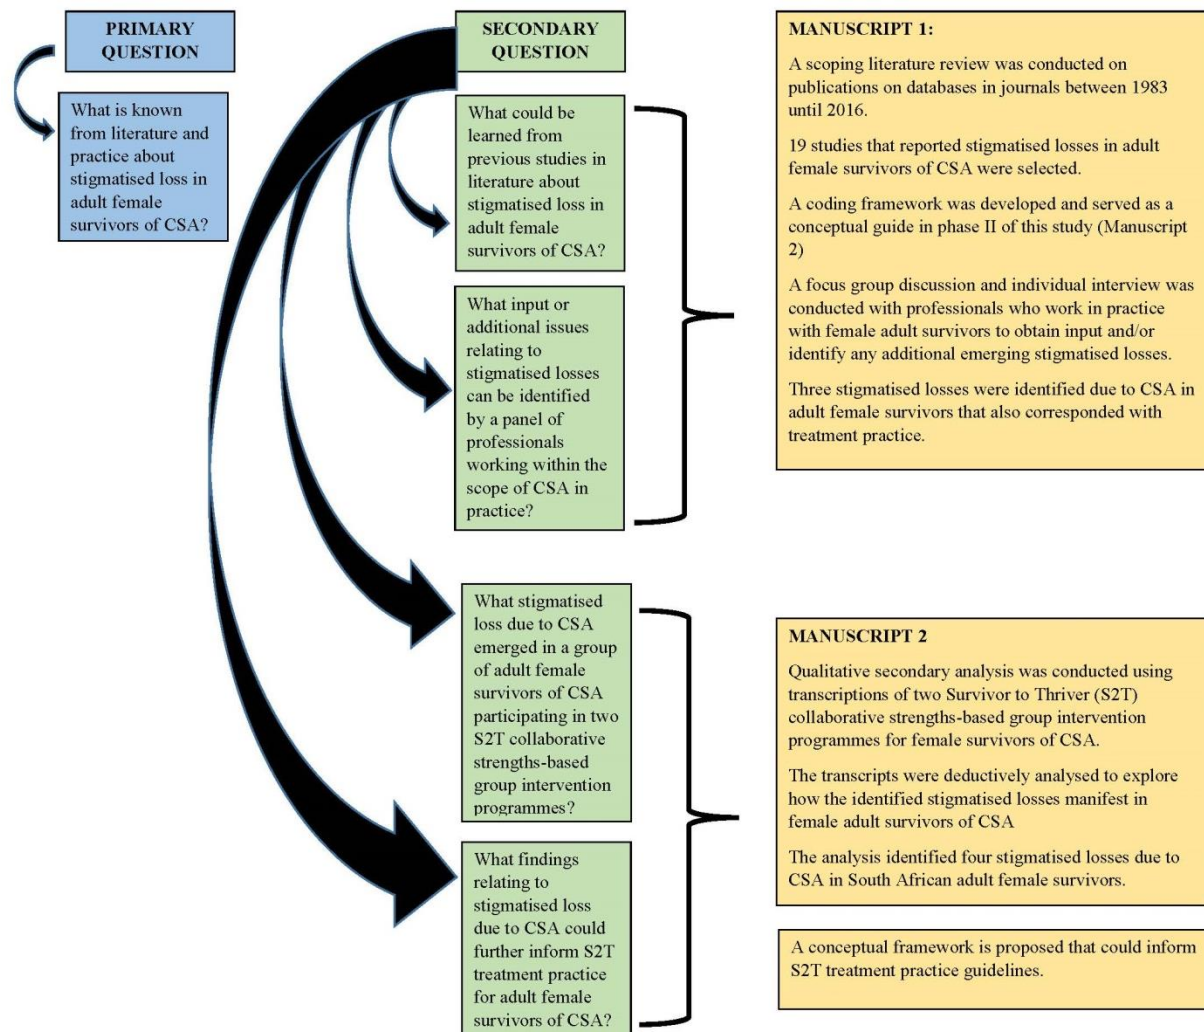 PRIMARY
QUESTION
What is known
from literature and
practice about
stigmatised loss in
adult female
survivors of CSA?
SECONDARY
QUESTION
What could be
learned from
previous studies in
literature about
stigmatised loss in
adult female
survivors of CSA?
What input or
additional issues
relating to
stigmatised losses
can be identified
by a panel of
professionals
working within the
scope of CSA in
practice?
What stigmatised
loss due to CSA
emerged in a group
of adult female
survivors of CSA
participating in two
S2T collaborative
strengths-based
group intervention
programmes?
What findings
relating to
stigmatised loss
due to CSA could
further inform S2T
treatment practice
for adult female
survivors of CSA?
MANUSCRIPT 1:
A scoping literature review was conducted on
publications on databases in journals between 1983
until 2016.
19 studies that reported stigmatised losses in adult
female survivors of CSA were selected.
A coding framework was developed and served as a
conceptual guide in phase II of this study (Manuscript
2)
A focus group discussion and individual interview was
conducted with professionals who work in practice
with female adult survivors to obtain input and/or
identify any additional emerging stigmatised losses.
Three stigmatised losses were identified due to CSA in
adult female survivors that also corresponded with
treatment practice.
MANUSCRIPT 2
Qualitative secondary analysis was conducted using
transcriptions of two Survivor to Thriver (S2T)
collaborative strengths-based group intervention
programmes for female survivors of CSA.
The transcripts were deductively analysed to explore
how the identified stigmatised losses manifest in
female adult survivors of CSA
The analysis identified four stigmatised losses due to
CSA in South African adult female survivors.
A conceptual framework is proposed that could inform
S2T treatment practice guidelines.